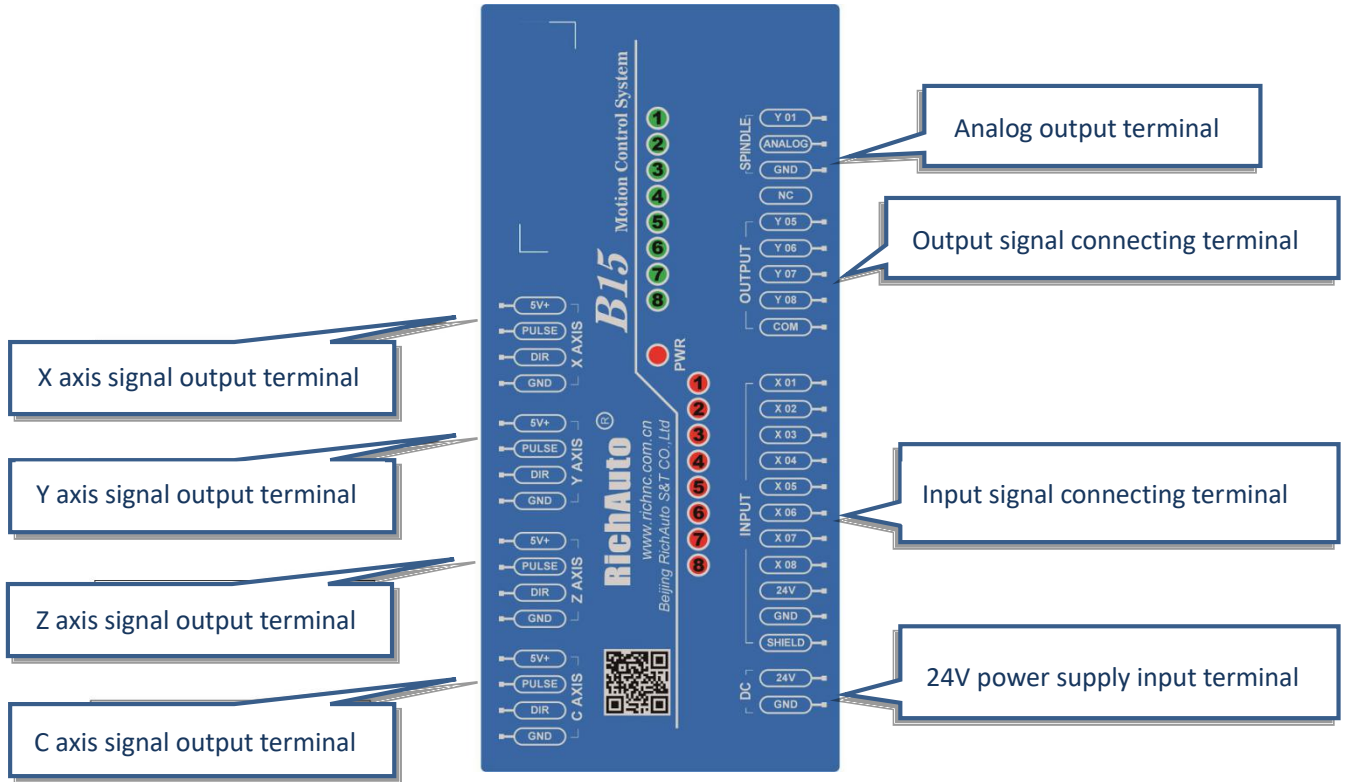 X axis signal output terminal
Y axis signal output terminal
Z axis signal output terminal
C axis signal output terminal
5V+
PULSE
DIR
GND
X AXIS
5V+
PULSE
DIR
GND
Y AXIS
5V+
PULSE
DIR
GND
Z AXIS
5V+
PULSE
DIR
GND
C AXIS
B15 Motion Control System
RichAuto ®
www.richnc.com.cn
Beijing RichAuto S&T CO., Ltd
1
2
3
4
5
6
7
8
PWR
1
2
3
4
5
6
7
8
SPINDLE
Y 01
ANALOG
GND
NC
OUTPUT
Y 05
Y 06
Y 07
Y 08
COM
INPUT
X 01
X 02
X 03
X 04
X 05
X 06
X 07
X 08
24V
GND
SHIELD
DC
24V
GND
Analog output terminal
Output signal connecting terminal
Input signal connecting terminal
24V power supply input terminal